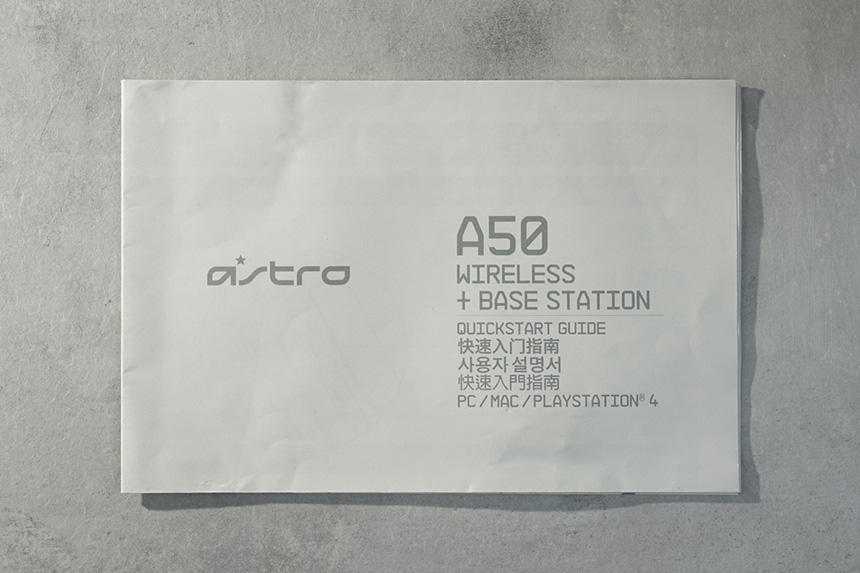 astro
A50
WIRELESS
+ BASE STATION
QUICKSTART GUIDE
快速入门指南
사용자 설명서
快速入門指南
PC/MAC/PLAYSTATION® 4